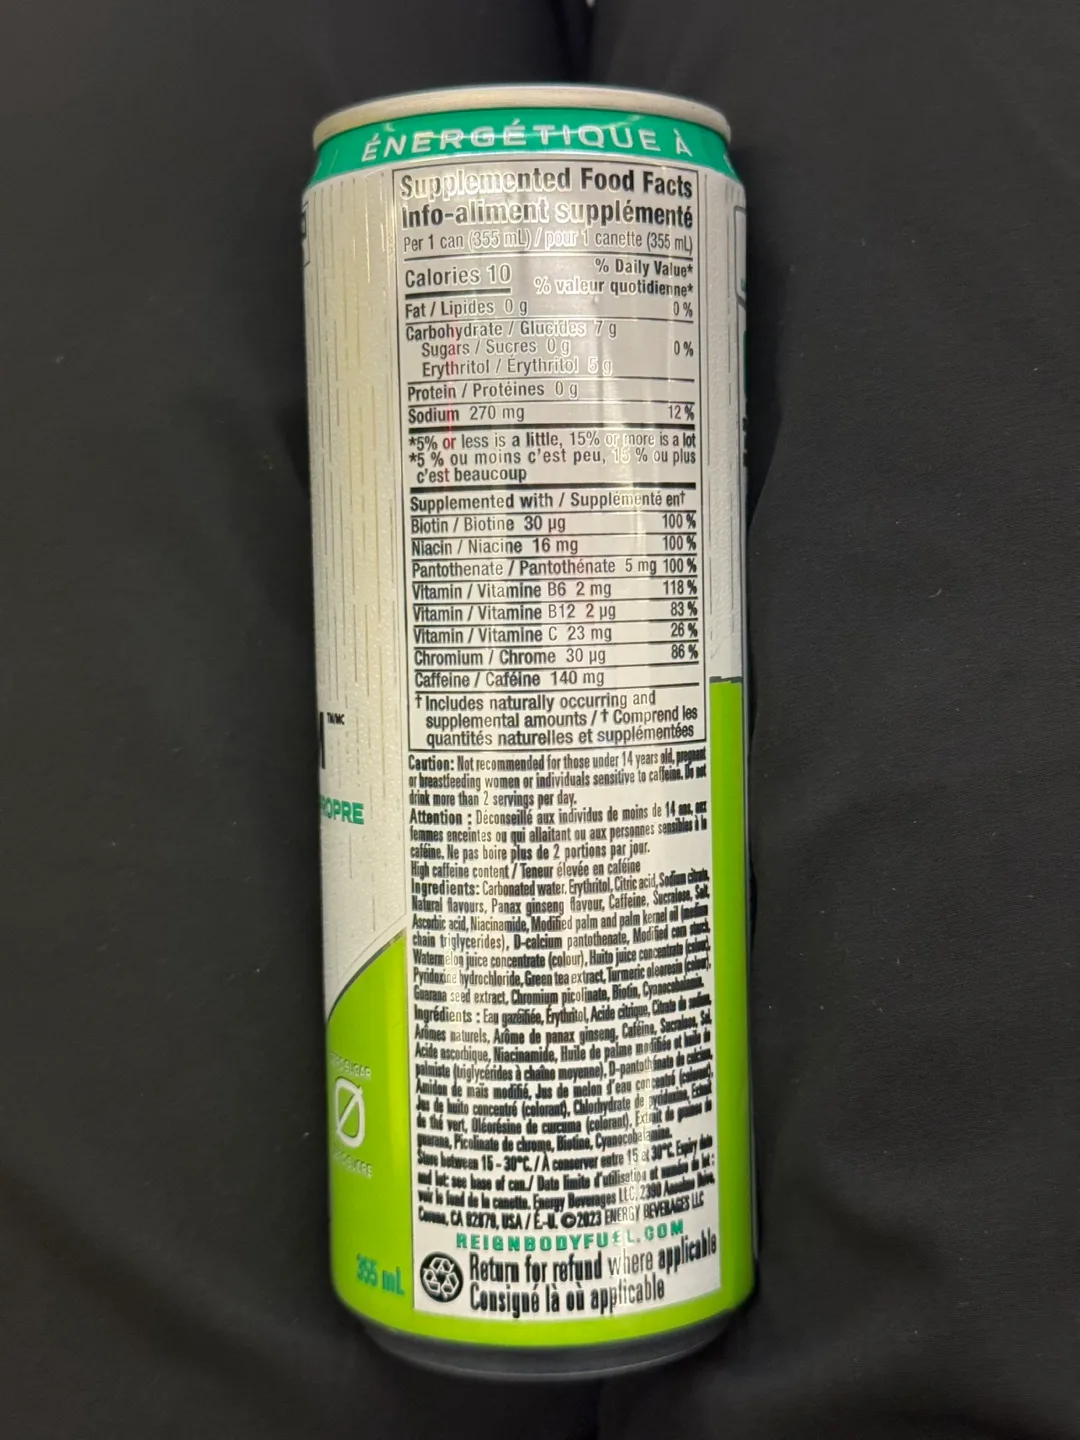 ÉNERGÉTIQUE À
Supplemented Food Facts
Info-aliment supplémenté
Per 1 can (355 mL) / pour 1 canette (355 mL)
% Daily Value*
Calories 10
% valeur quotidienne*
Fat / Lipides 0 g 0 %
Carbohydrate / Glucides 7 g
Sugars / Sucres 0 g 0 %
Erythritol / Érythritol 5 g
Protein / Protéines 0 g
Sodium 270 mg 12 %
*5% or less is a little, 15% or more is a lot
*5 % ou moins c'est peu, 15 % ou plus
c'est beaucoup
Supplemented with / Supplémenté en†
Biotin / Biotine 30 µg 100 %
Niacin / Niacine 16 mg 100 %
Pantothenate / Pantothénate 5 mg 100 %
Vitamin / Vitamine B6 2 mg 118 %
Vitamin / Vitamine B12 2 µg 83 %
Vitamin / Vitamine C 23 mg 26 %
Chromium / Chrome 30 µg 86 %
Caffeine / Caféine 140 mg
† Includes naturally occurring and
supplemental amounts / † Comprend les
quantités naturelles et supplémentées
TM/MC
Caution: Not recommended for those under 14 years old, pregnant
or breastfeeding women or individuals sensitive to caffeine. Do not
drink more than 2 servings per day.
OPRE
Attention : Déconseillé aux individus de moins de 14 ans, aux
femmes enceintes ou qui allaitant ou aux personnes sensibles à la
caféine. Ne pas boire plus de 2 portions par jour.
High caffeine content / Teneur élevée en caféine
Ingredients: Carbonated water, Erythritol, Citric acid, Sodium citrate,
Natural flavours, Panax ginseng flavour, Caffeine, Sucralose, Salt,
Ascorbic acid, Niacinamide, Modified palm and palm kernel oil (medium
chain triglycerides), D-calcium pantothenate, Modified corn starch,
Watermelon juice concentrate (colour), Huito juice concentrate (colour),
Pyridoxine hydrochloride, Green tea extract, Turmeric oleoresin (colour),
Guarana seed extract, Chromium picolinate, Biotin, Cyanocobalamin.
Ingrédients : Eau gazéifiée, Érythritol, Acide citrique, Citrate de sodium,
Arômes naturels, Arôme de panax ginseng, Caféine, Sucralose, Sel,
Acide ascorbique, Niacinamide, Huile de palme modifiée et huile de
palmiste (triglycérides à chaîne moyenne), D-pantothénate de calcium,
Amidon de maïs modifié, Jus de melon d'eau concentré (colorant),
Jus de huito concentré (colorant), Chlorhydrate de pyridoxine, Extrait
de thé vert, Oléorésine de curcuma (colorant), Extrait de graines de
guarana, Picolinate de chrome, Biotine, Cyanocobalamine.
Store between 15 - 30°C. / À conserver entre 15 et 30°C. Expiry date
and lot: see base of can./ Date limite d'utilisation et numéro de lot :
voir le fond de la canette. Energy Beverages LLC, 2390 Anselmo Drive,
Corona, CA 92879, USA / É.-U. ©2023 ENERGY BEVERAGES LLC
REIGNBODYFUEL.COM
355 mL
Return for refund where applicable
Consigné là où applicable